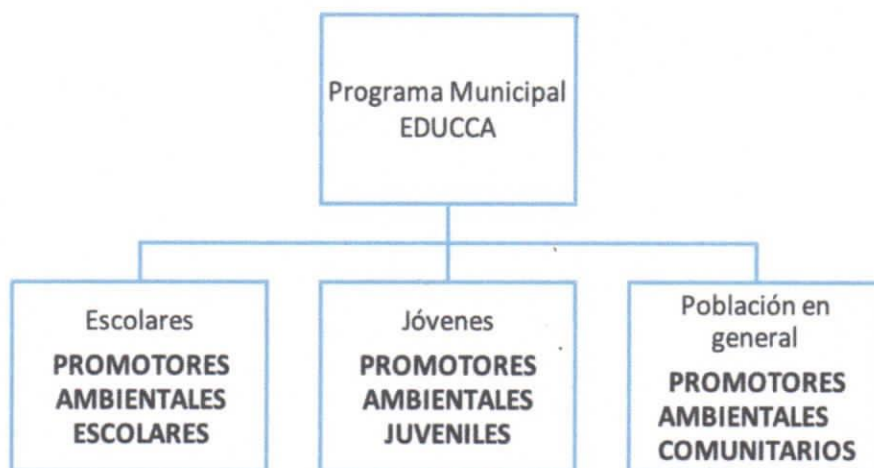 Programa Municipal
EDUCCA
Escolares
PROMOTORES
AMBIENTALES
ESCOLARES
Jóvenes
PROMOTORES
AMBIENTALES
JUVENILES
Población en
general
PROMOTORES
AMBIENTALES
COMUNITARIOS